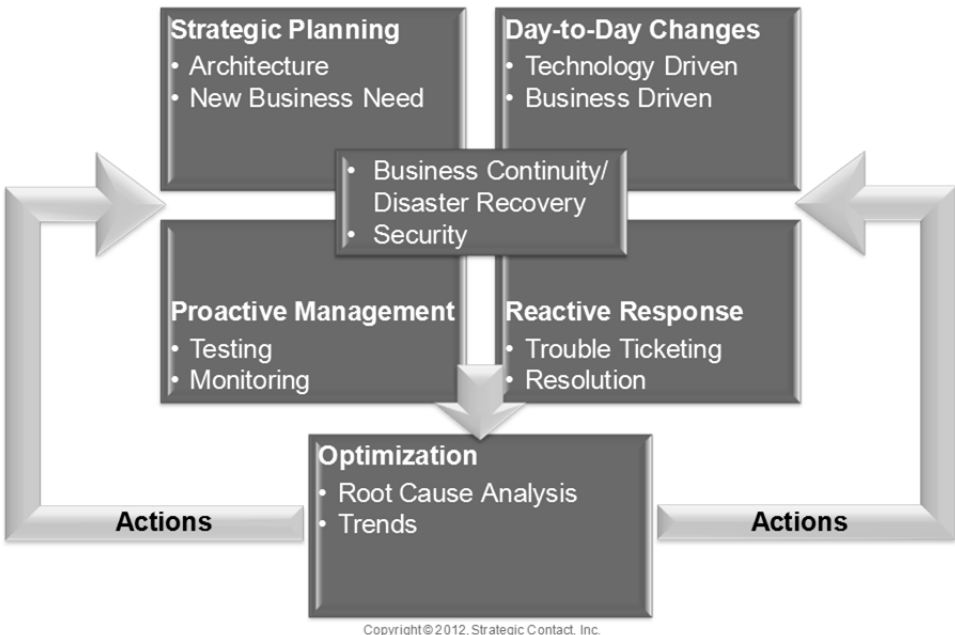 Strategic Planning
• Architecture
• New Business Need
Day-to-Day Changes
• Technology Driven
• Business Driven
• Business Continuity/
Disaster Recovery
• Security
Proactive Management
• Testing
• Monitoring
Reactive Response
• Trouble Ticketing
• Resolution
Optimization
• Root Cause Analysis
• Trends
Actions
Actions
Copyright © 2012, Strategic Contact, Inc.